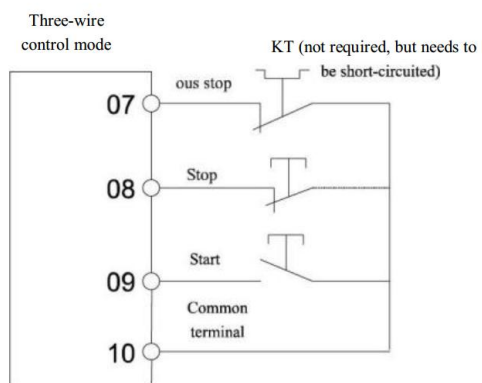 Three-wire
control mode
KT (not required, but needs to
be short-circuited)
ous stop
07
Stop
08
Start
09
Common
terminal
10